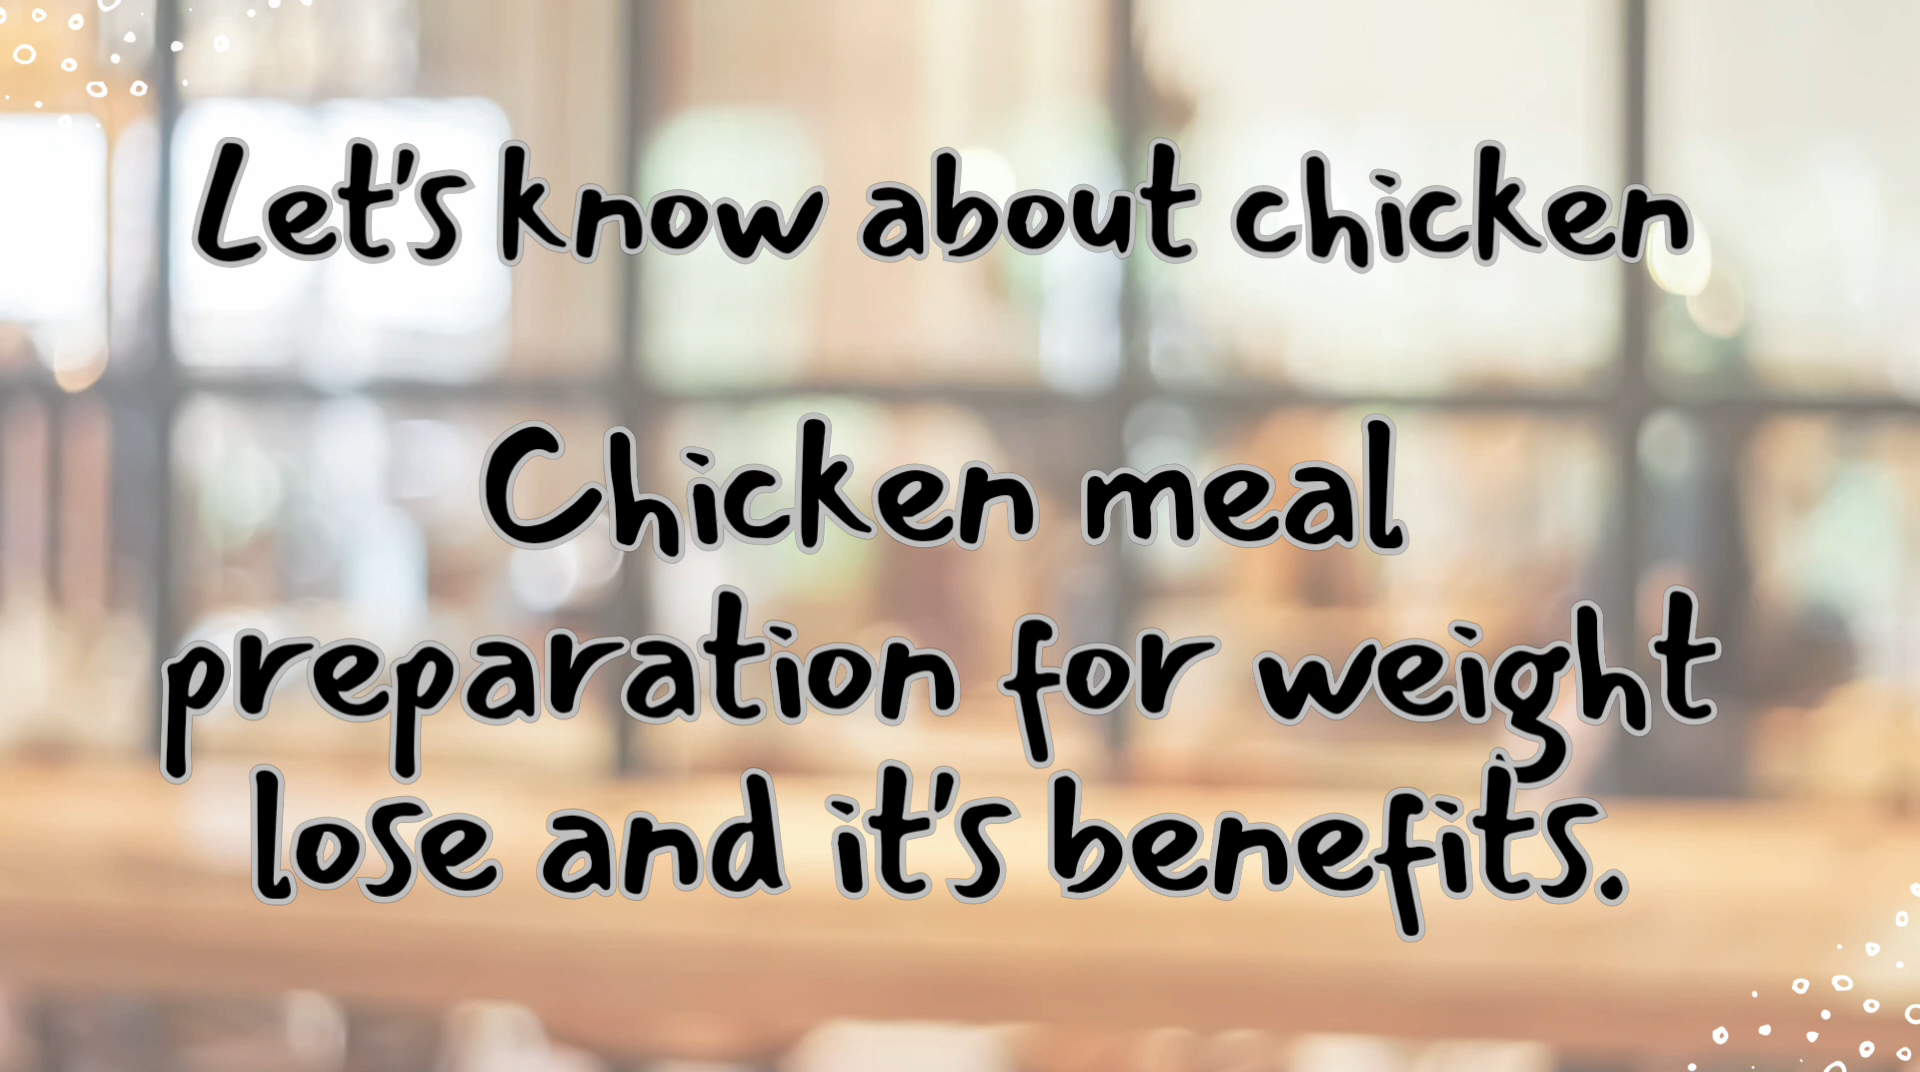 Let's know about chicken
Chicken meal
preparation for weight
lose and it's benefits.